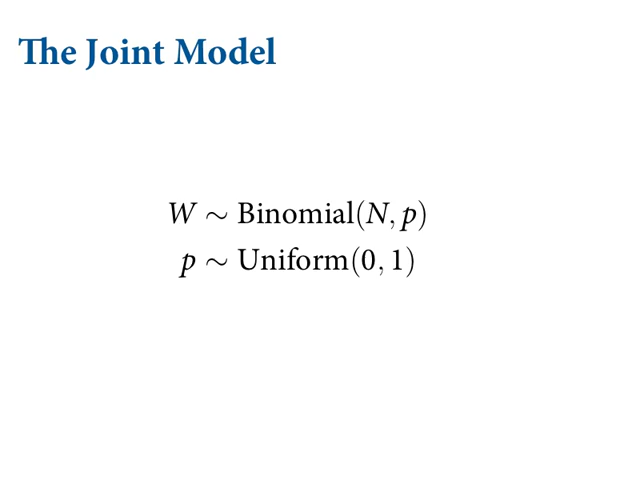 The Joint Model
W ∼ Binomial(N, p)
p ∼ Uniform(0, 1)